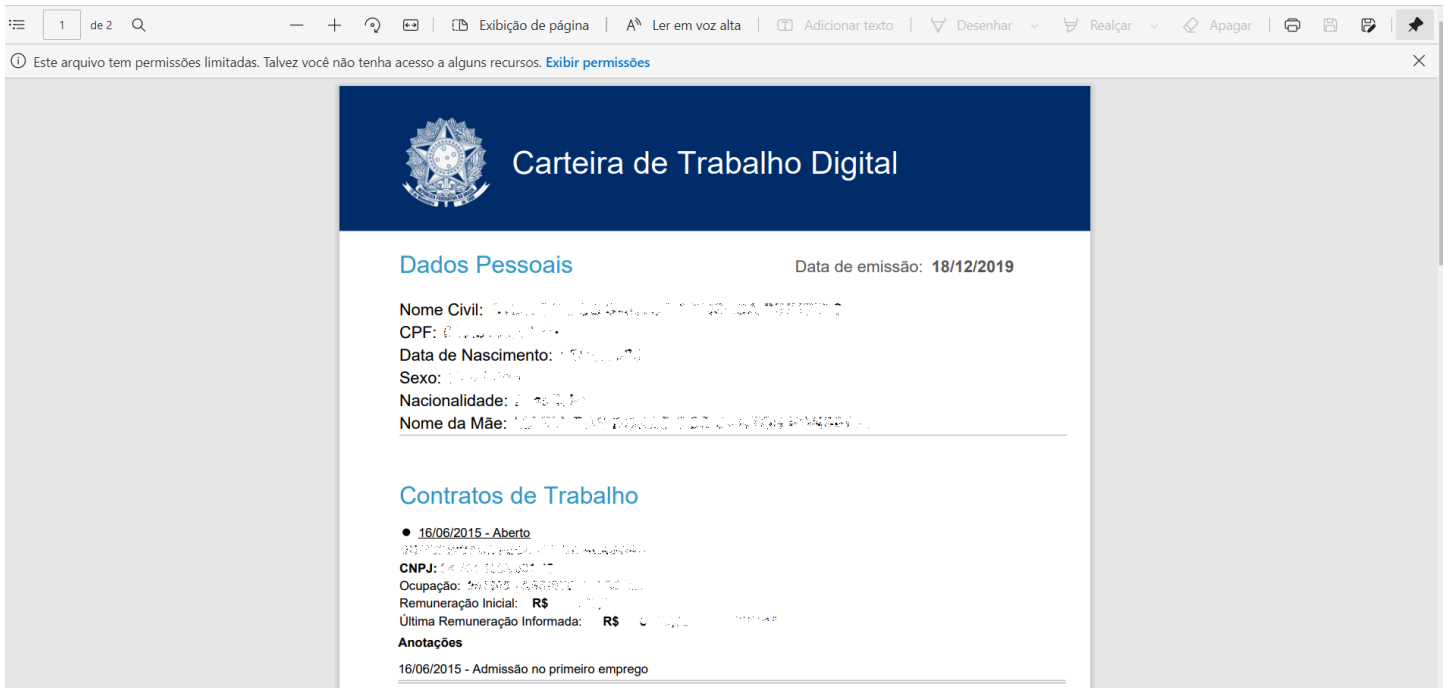 1 de 2 Exibição de página Ler em voz alta Adicionar texto Desenhar Realçar Apagar
Este arquivo tem permissões limitadas. Talvez você não tenha acesso a alguns recursos. Exibir permissões
Carteira de Trabalho Digital
Dados Pessoais Data de emissão: 18/12/2019
Nome Civil:
CPF:
Data de Nascimento:
Sexo:
Nacionalidade:
Nome da Mãe:
Contratos de Trabalho
16/06/2015 - Aberto
CNPJ:
Ocupação:
Remuneração Inicial: R$
Última Remuneração Informada: R$
Anotações
16/06/2015 - Admissão no primeiro emprego